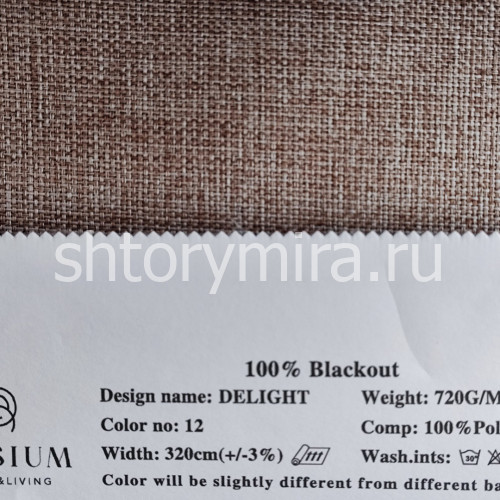 shtorymira.ru
100% Blackout
Design name: DELIGHT Weight: 720G/M
Color no: 12 Comp: 100%Pol
Width: 320cm(+/-3%) Wash.ints: 30°
SIUM
&LIVING
Color will be slightly different from different ba